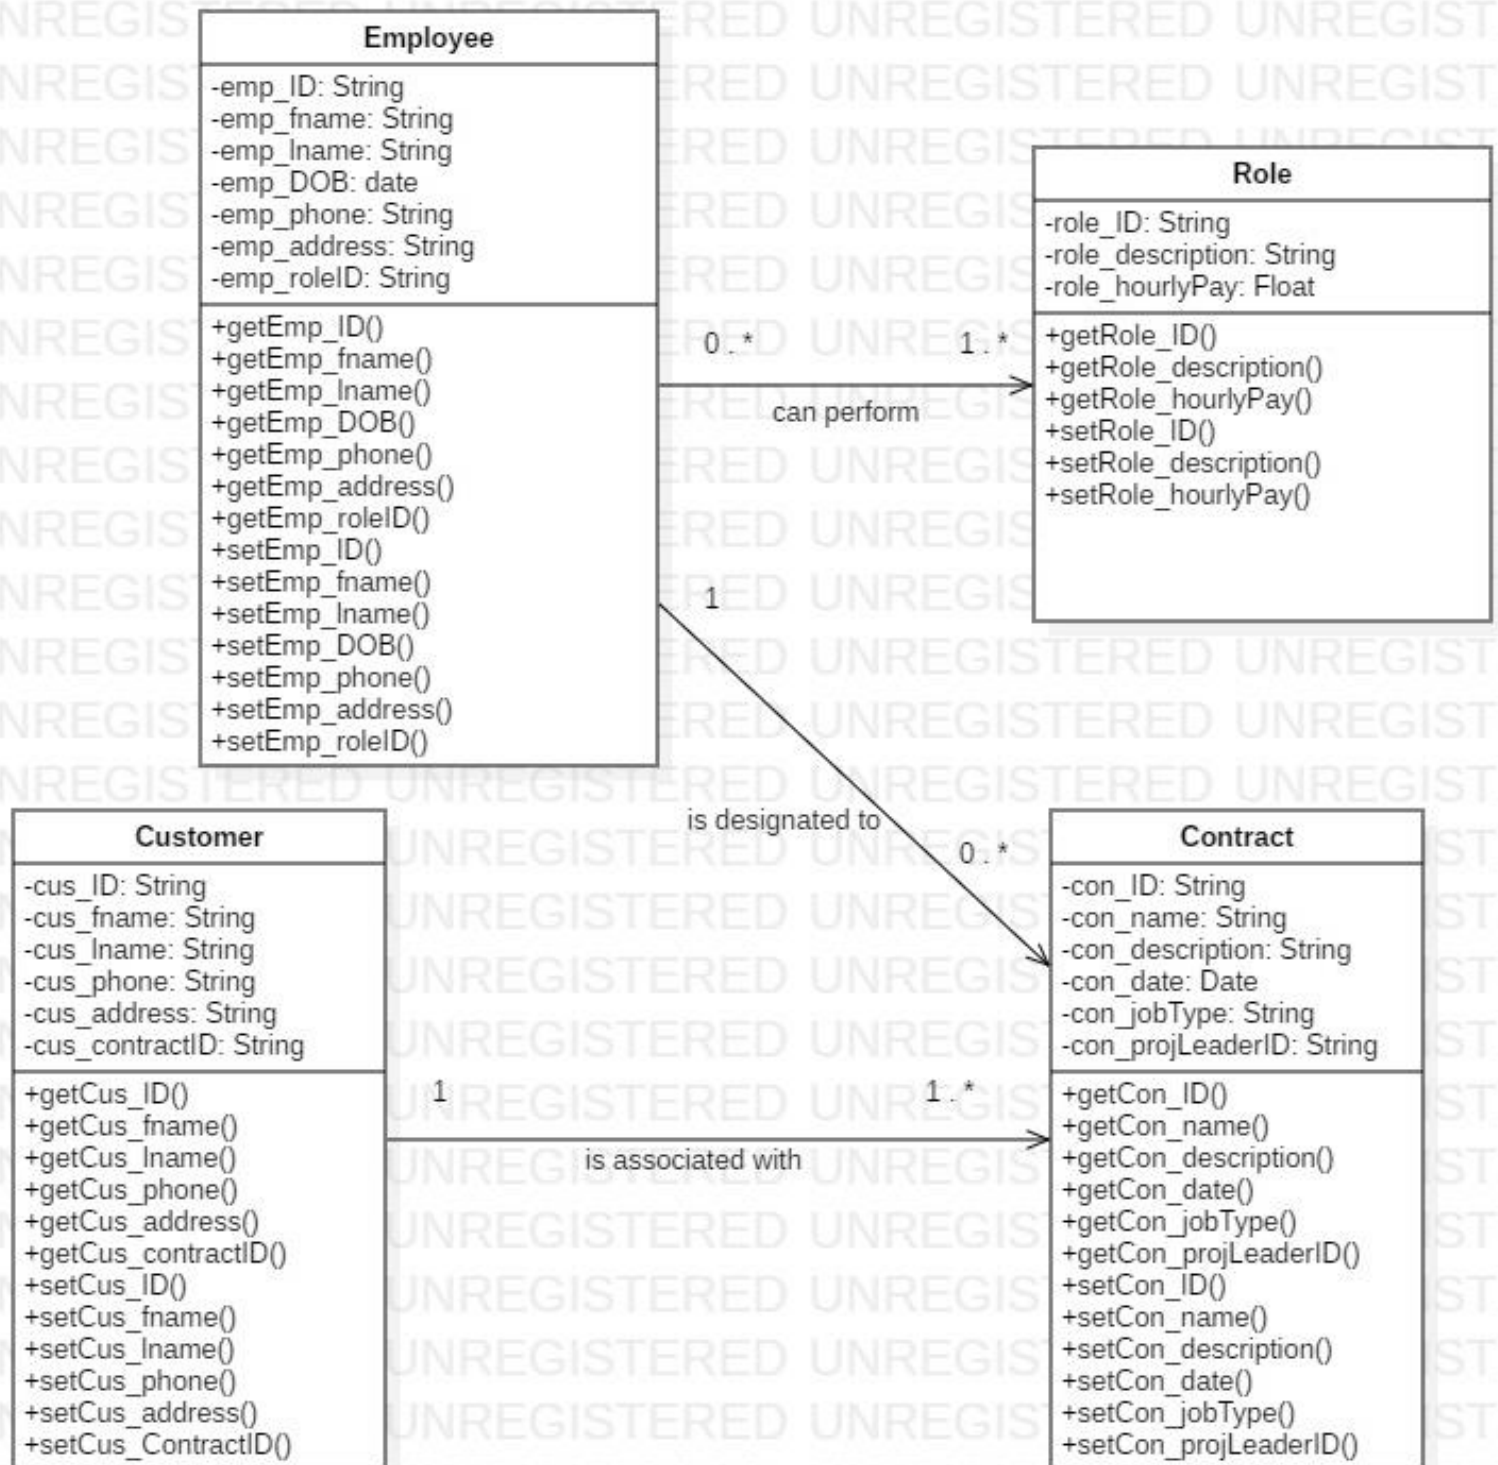 Employee
-emp_ID: String
-emp_fname: String
-emp_lname: String
-emp_DOB: date
-emp_phone: String
-emp_address: String
-emp_roleID: String
+getEmp_ID()
+getEmp_fname()
+getEmp_lname()
+getEmp_DOB()
+getEmp_phone()
+getEmp_address()
+getEmp_roleID()
+setEmp_ID()
+setEmp_fname()
+setEmp_lname()
+setEmp_DOB()
+setEmp_phone()
+setEmp_address()
+setEmp_roleID()
0 . *
1 . *
can perform
Role
-role_ID: String
-role_description: String
-role_hourlyPay: Float
+getRole_ID()
+getRole_description()
+getRole_hourlyPay()
+setRole_ID()
+setRole_description()
+setRole_hourlyPay()
1
is designated to
0 . *
Customer
-cus_ID: String
-cus_fname: String
-cus_lname: String
-cus_phone: String
-cus_address: String
-cus_contractID: String
+getCus_ID()
+getCus_fname()
+getCus_lname()
+getCus_phone()
+getCus_address()
+getCus_contractID()
+setCus_ID()
+setCus_fname()
+setCus_lname()
+setCus_phone()
+setCus_address()
+setCus_ContractID()
1
1 . *
is associated with
Contract
-con_ID: String
-con_name: String
-con_description: String
-con_date: Date
-con_jobType: String
-con_projLeaderID: String
+getCon_ID()
+getCon_name()
+getCon_description()
+getCon_date()
+getCon_jobType()
+getCon_projLeaderID()
+setCon_ID()
+setCon_name()
+setCon_description()
+setCon_date()
+setCon_jobType()
+setCon_projLeaderID()
UNREGISTERED